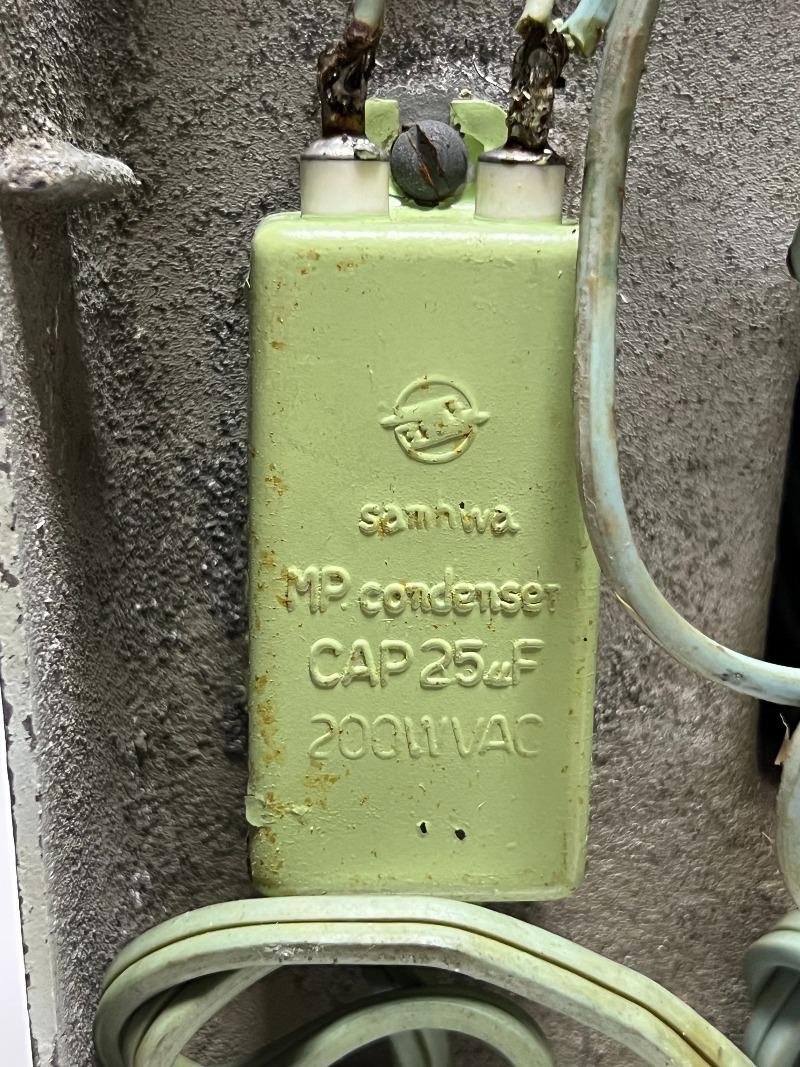 samhwa
MP. condenser
CAP 25μF
200WVAC